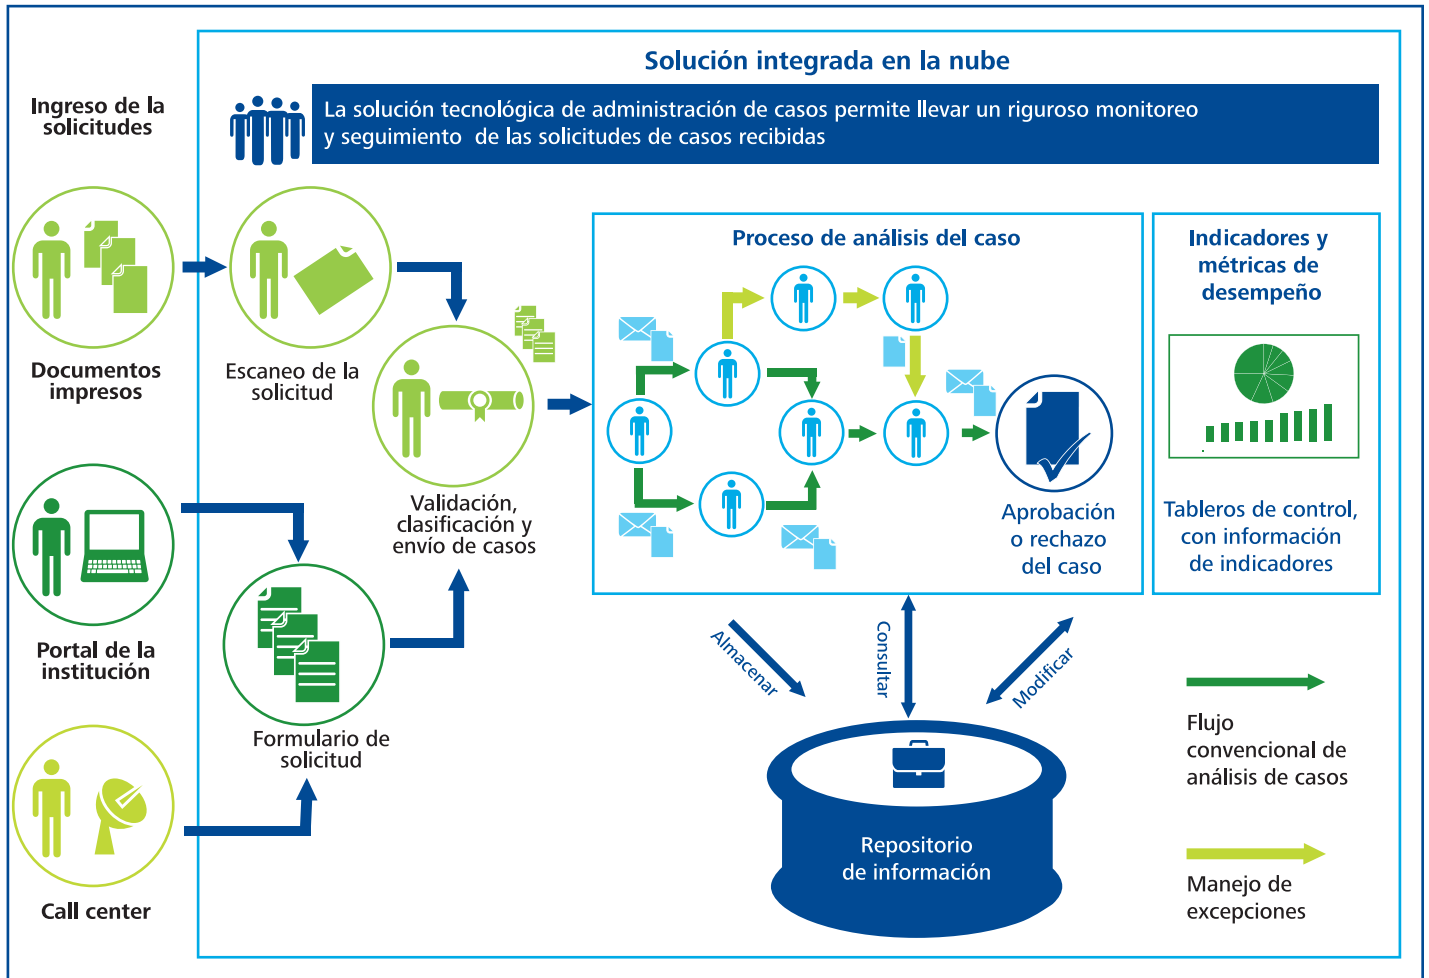 Solución integrada en la nube
La solución tecnológica de administración de casos permite llevar un riguroso monitoreo
y seguimiento de las solicitudes de casos recibidas
Ingreso de la
solicitudes
Documentos
impresos
Escaneo de la
solicitud
Validación,
clasificación y
envío de casos
Portal de la
institución
Formulario de
solicitud
Call center
Proceso de análisis del caso
Aprobación
o rechazo
del caso
Indicadores y
métricas de
desempeño
Tableros de control,
con información
de indicadores
Almacenar
Consultar
Modificar
Repositorio
de información
Flujo
convencional de
análisis de casos
Manejo de
excepciones